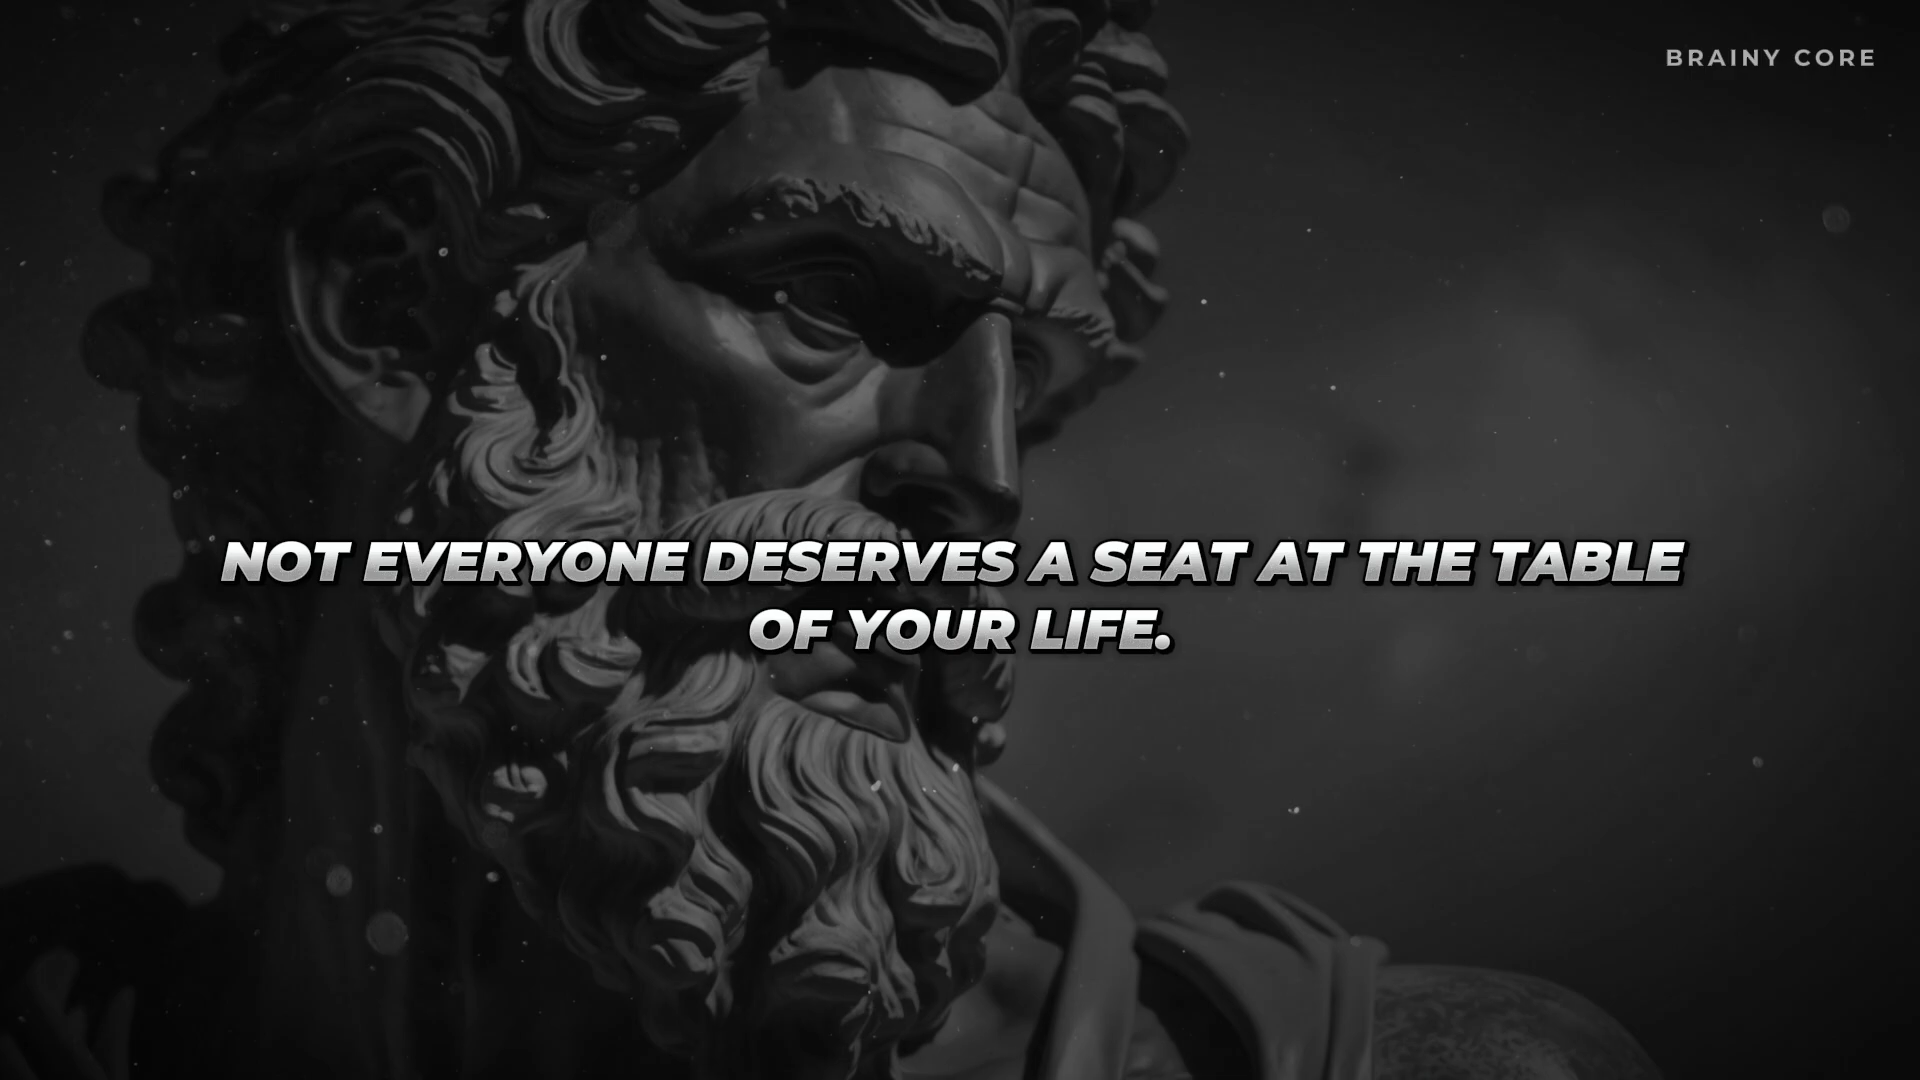 BRAINY CORE
NOT EVERYONE DESERVES A SEAT AT THE TABLE
OF YOUR LIFE.